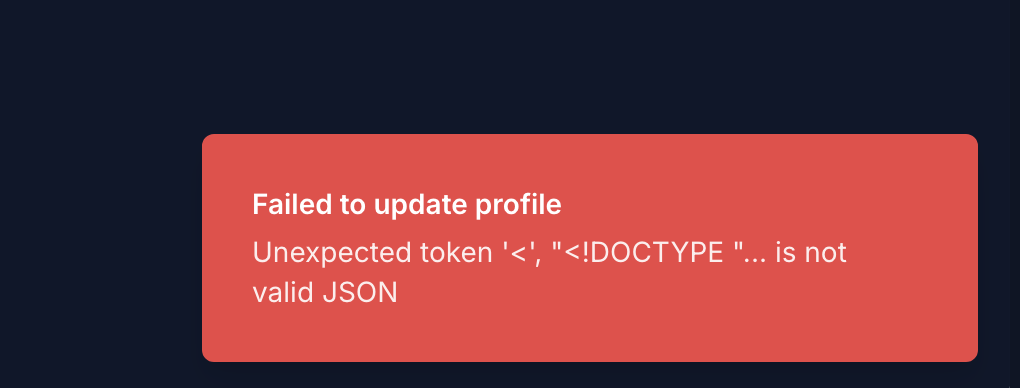 Failed to update profile
Unexpected token '<', "<!DOCTYPE "... is not
valid JSON